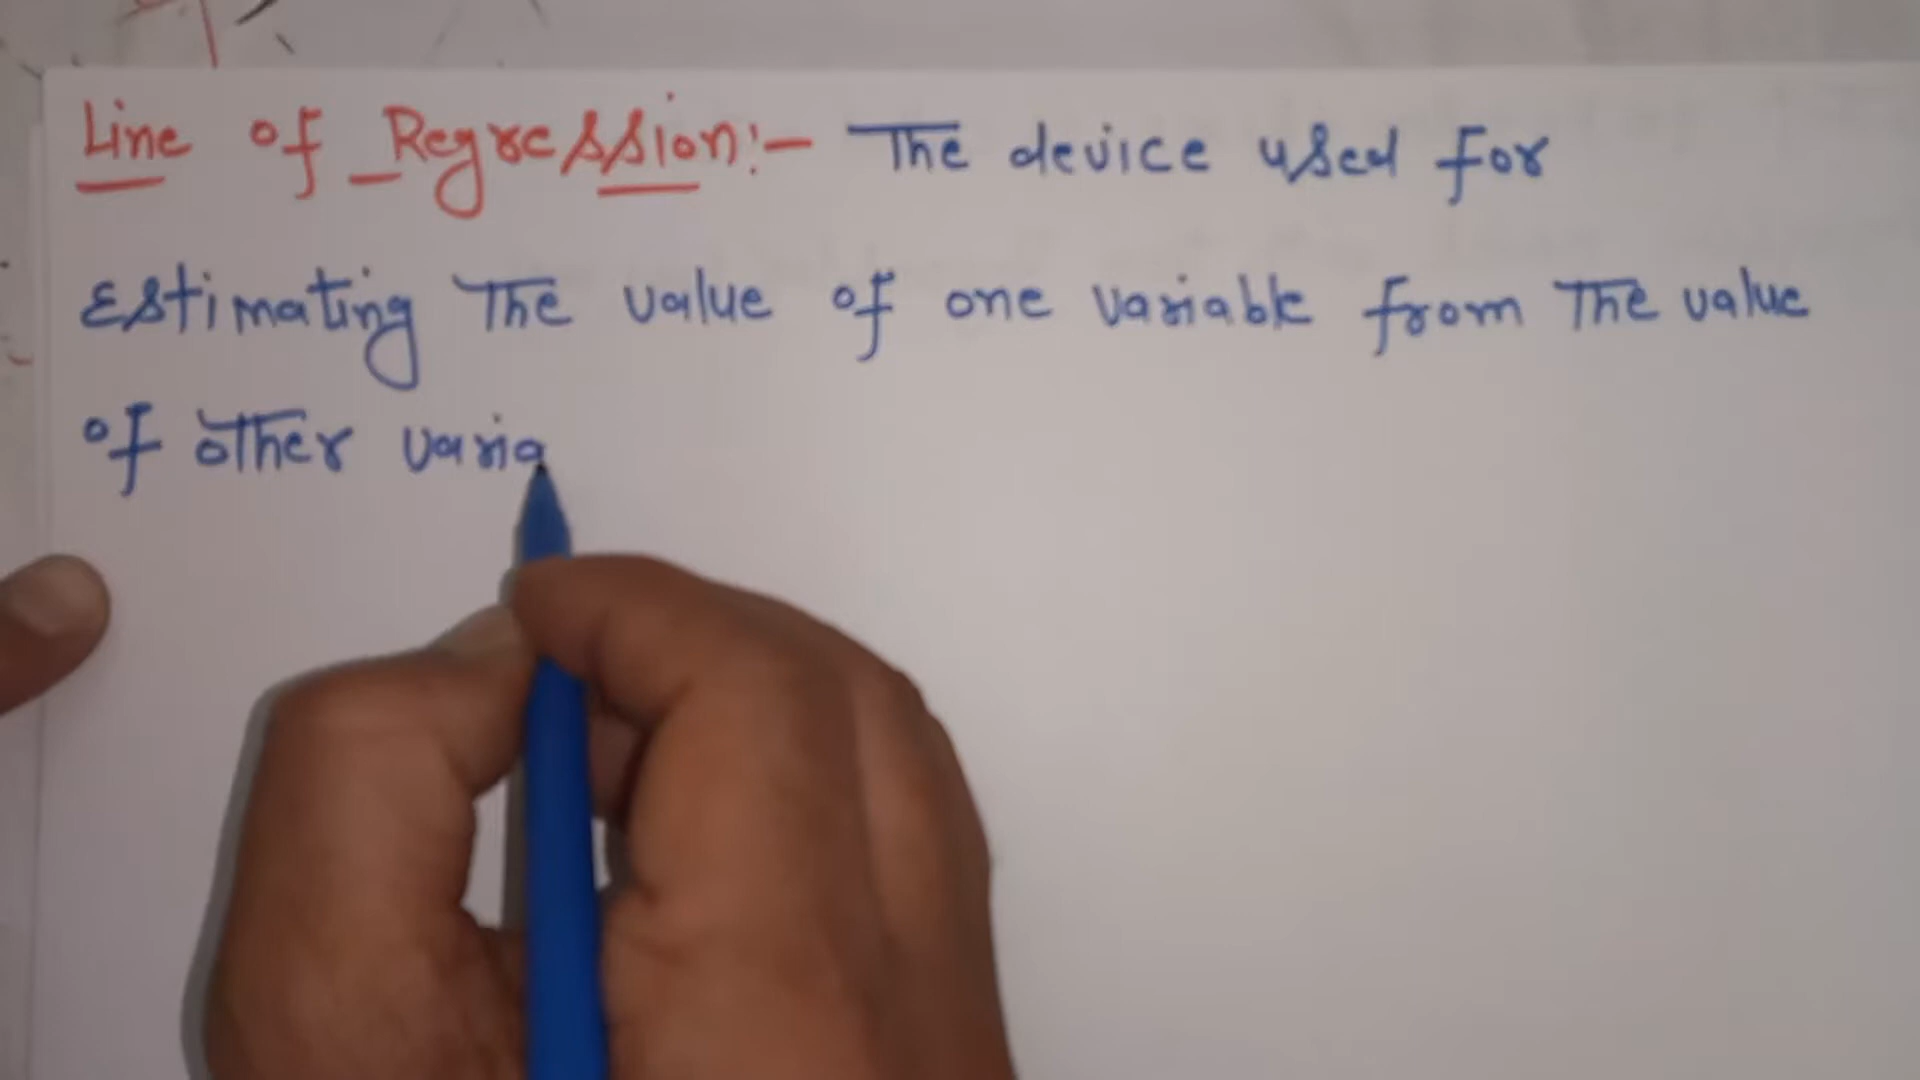 Line of Regression:- The device used for
Estimating The value of one variable from The value
of other varia